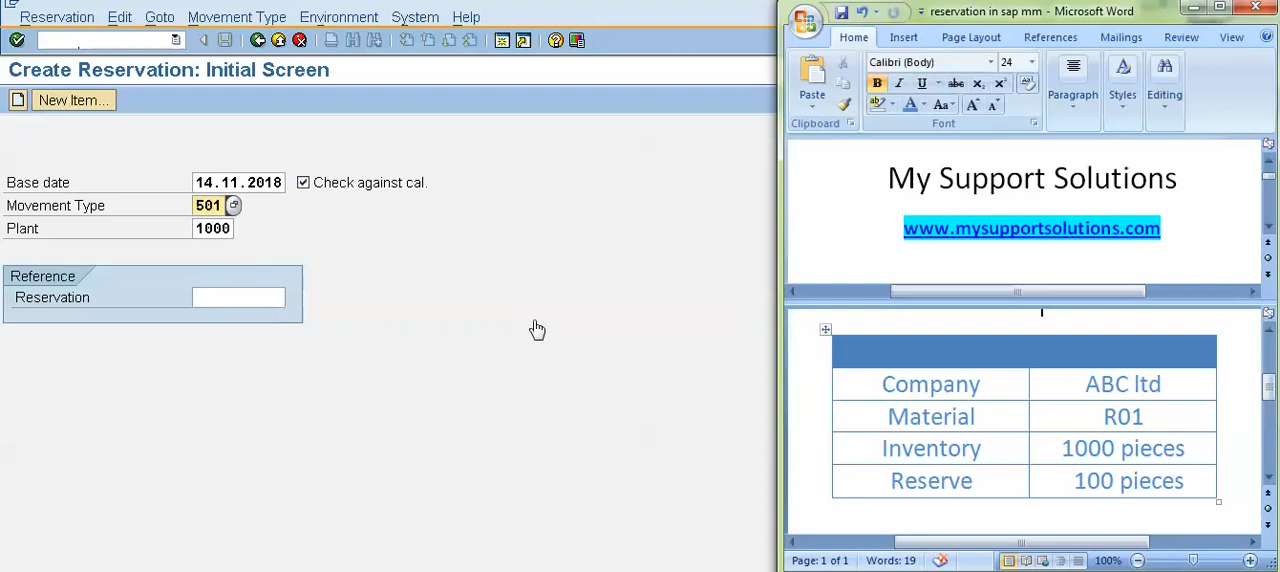 Reservation Edit Goto Movement Type Environment System Help
Create Reservation: Initial Screen
New Item...
Base date 14.11.2018 Check against cal.
Movement Type 501
Plant 1000
Reference
Reservation
reservation in sap mm - Microsoft Word
Home Insert Page Layout References Mailings Review View
Paste
Clipboard
Calibri (Body) 24
B I U abc X₂ X²
A Aa A A
Font
Paragraph
Styles
Editing
My Support Solutions
www.mysupportsolutions.com
Company ABC ltd
Material R01
Inventory 1000 pieces
Reserve 100 pieces
Page: 1 of 1 Words: 19 100%